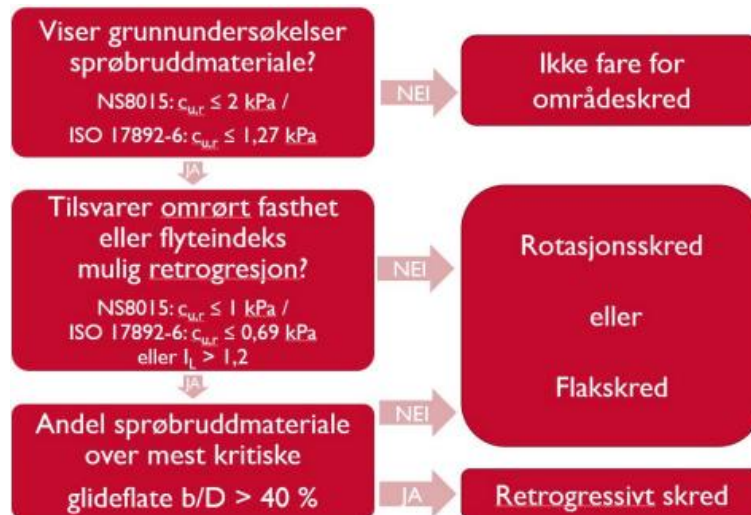 Viser grunnundersøkelser
sprøbruddmateriale?
NS8015: cu,r ≤ 2 kPa /
ISO 17892-6: cu,r ≤ 1,27 kPa
NEI
Ikke fare for
områdeskred
JA
Tilsvarer omrørt fasthet
eller flyteindeks
mulig retrogresjon?
NS8015: cu,r ≤ 1 kPa /
ISO 17892-6: cu,r ≤ 0,69 kPa
eller IL > 1,2
NEI
Rotasjonsskred
eller
Flakskred
JA
Andel sprøbruddmateriale
over mest kritiske
glideflate b/D > 40 %
NEI
JA
Retrogressivt skred